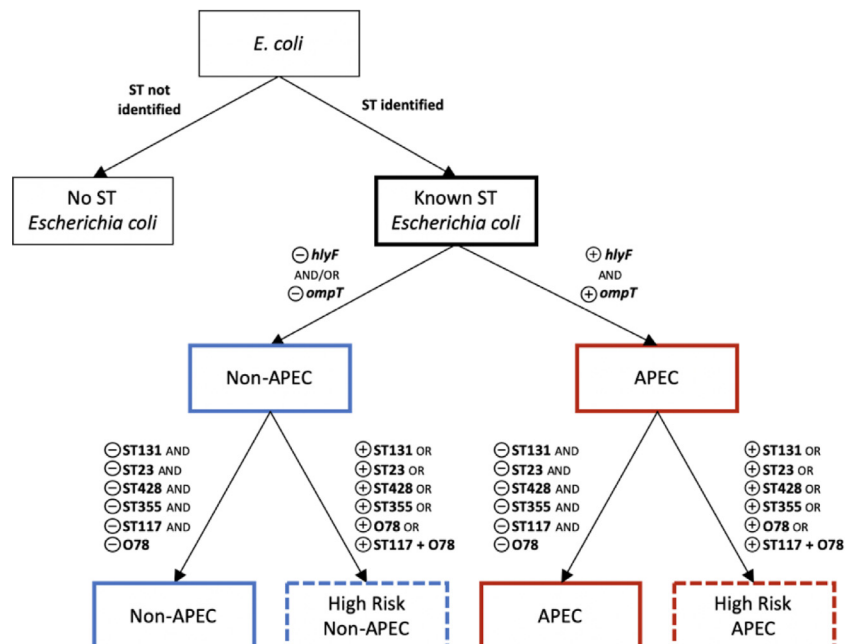 E. coli
ST not
identified
ST identified
No ST
Escherichia coli
Known ST
Escherichia coli
⊖ hlyF
AND/OR
⊖ ompT
⊕ hlyF
AND
⊕ ompT
Non-APEC
APEC
⊖ ST131 AND
⊖ ST23 AND
⊖ ST428 AND
⊖ ST355 AND
⊖ ST117 AND
⊖ O78
⊕ ST131 OR
⊕ ST23 OR
⊕ ST428 OR
⊕ ST355 OR
⊕ O78 OR
⊕ ST117 + O78
⊖ ST131 AND
⊖ ST23 AND
⊖ ST428 AND
⊖ ST355 AND
⊖ ST117 AND
⊖ O78
⊕ ST131 OR
⊕ ST23 OR
⊕ ST428 OR
⊕ ST355 OR
⊕ O78 OR
⊕ ST117 + O78
Non-APEC
High Risk
Non-APEC
APEC
High Risk
APEC